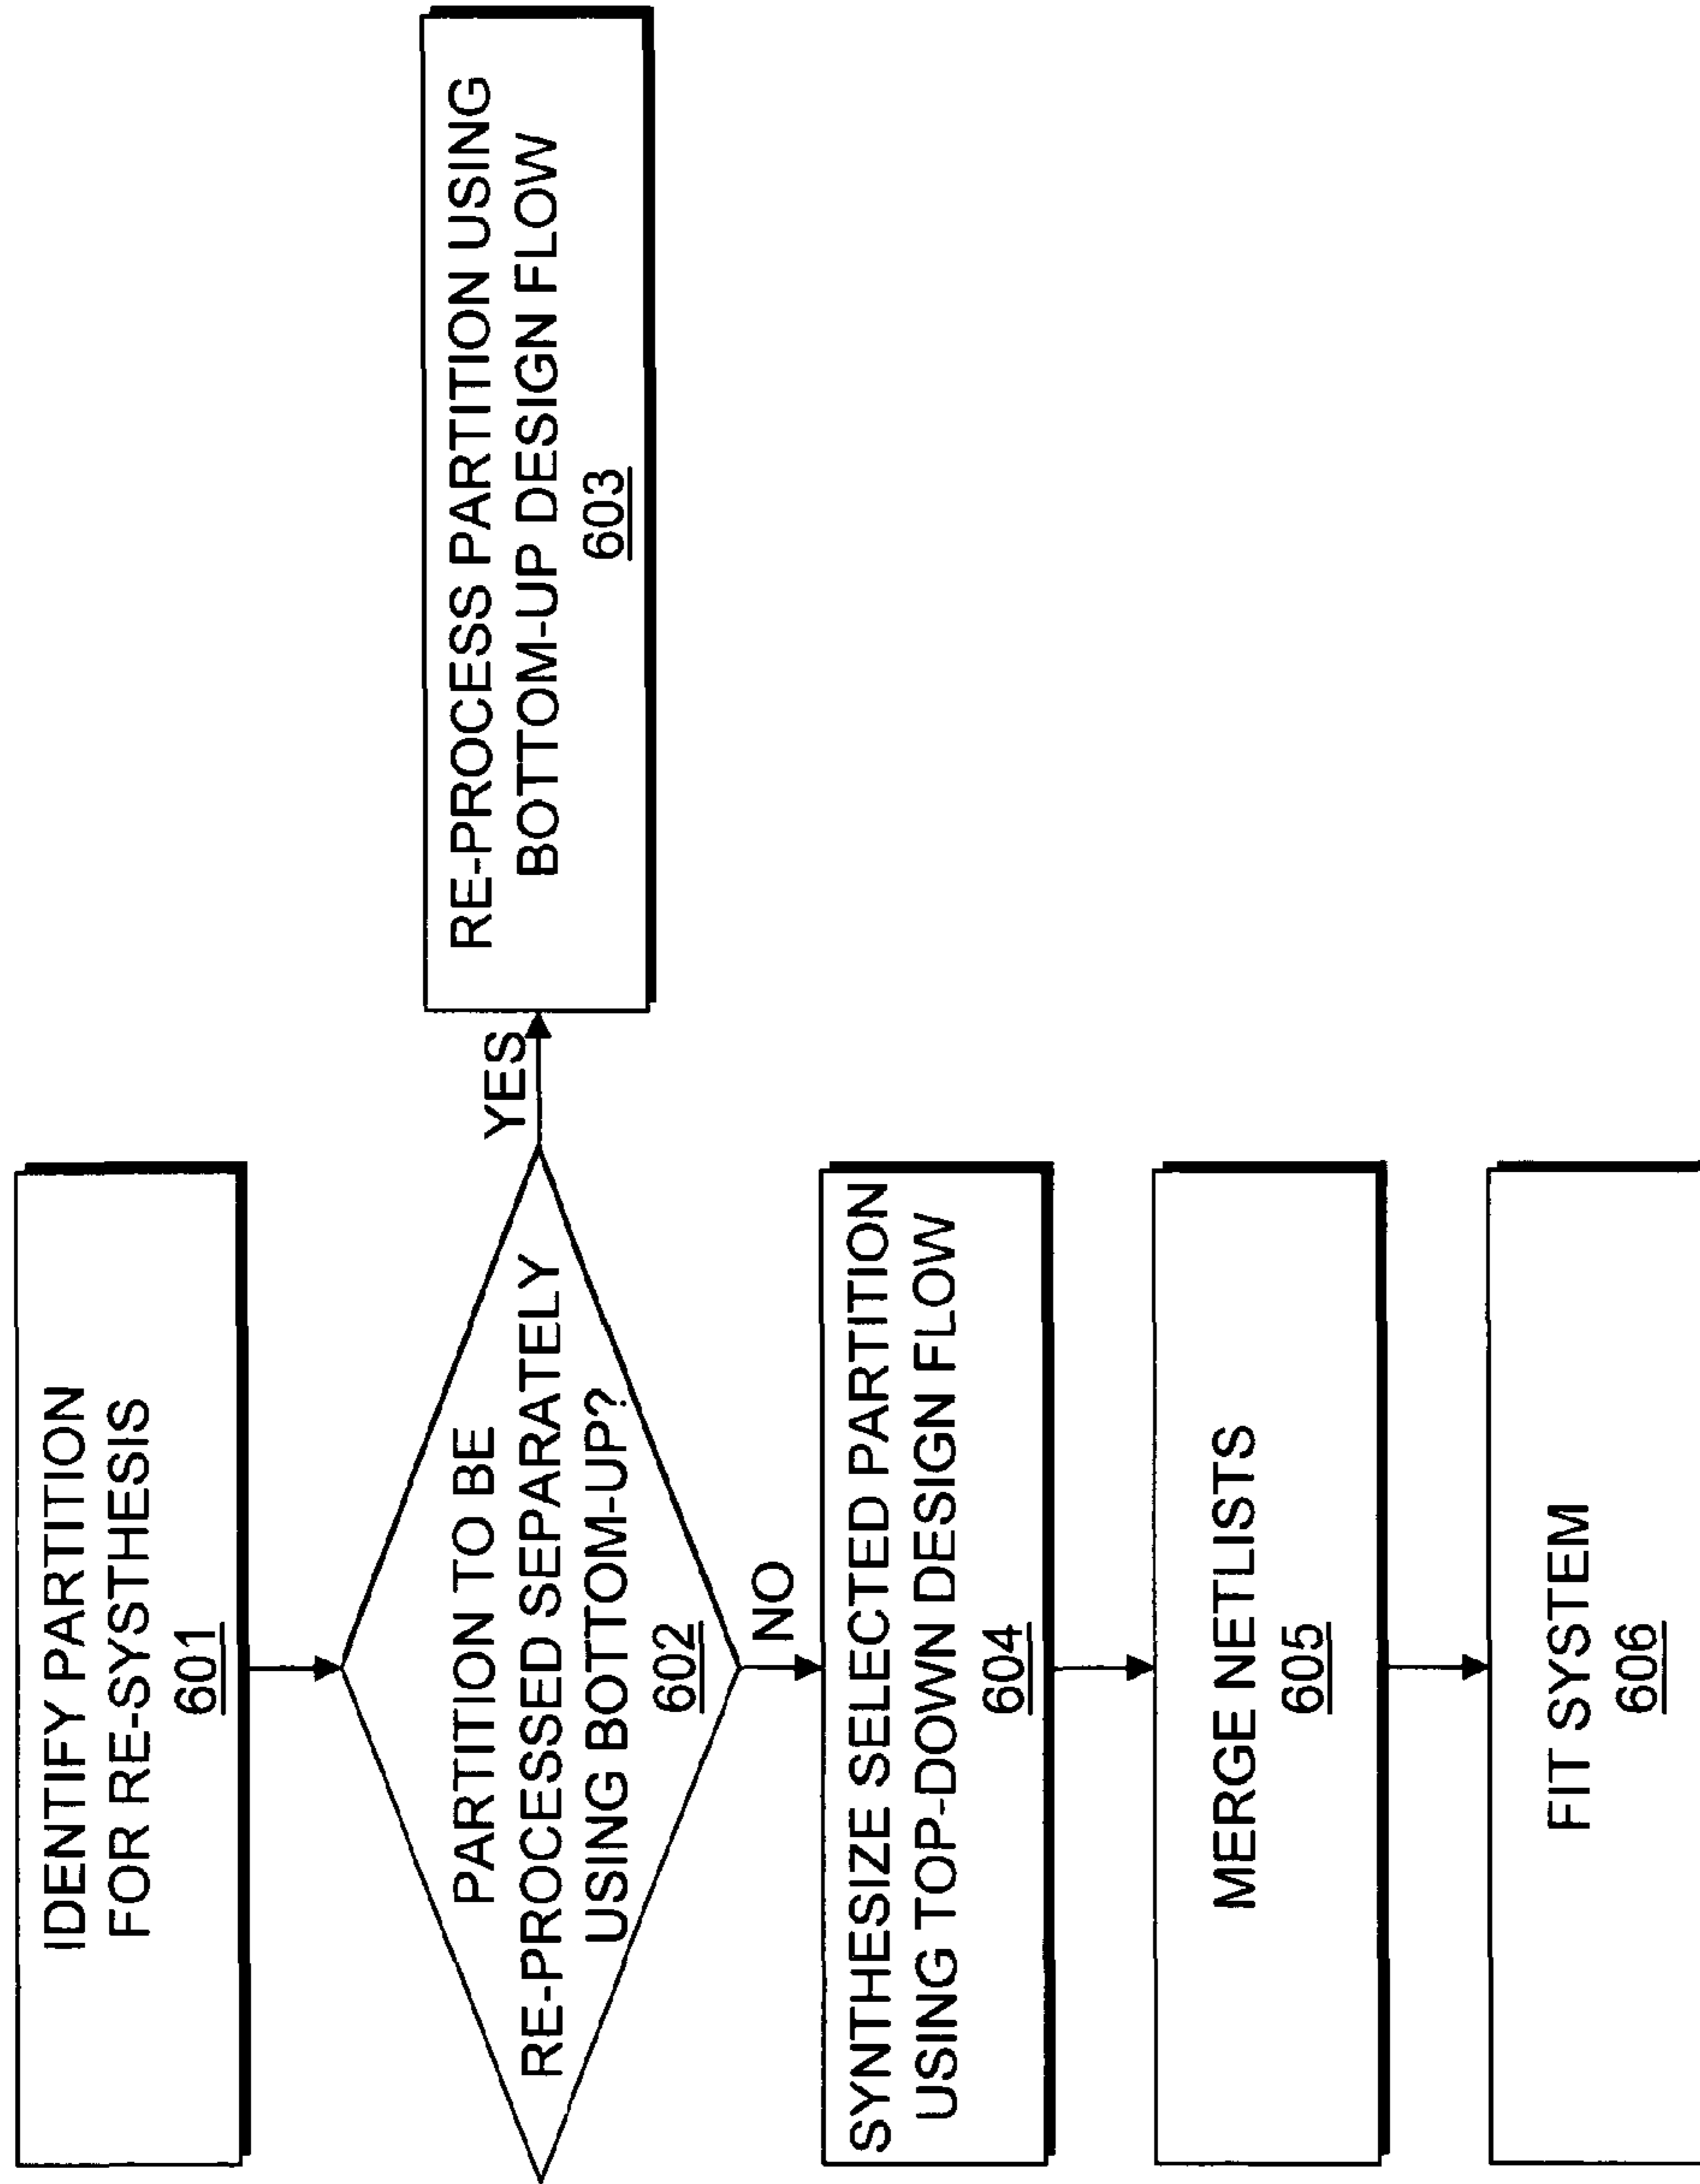 IDENTIFY PARTITION
FOR RE-SYSTHESIS
601
PARTITION TO BE
RE-PROCESSED SEPARATELY
USING BOTTOM-UP?
602
YES
RE-PROCESS PARTITION USING
BOTTOM-UP DESIGN FLOW
603
NO
SYNTHESIZE SELECTED PARTITION
USING TOP-DOWN DESIGN FLOW
604
MERGE NETLISTS
605
FIT SYSTEM
606